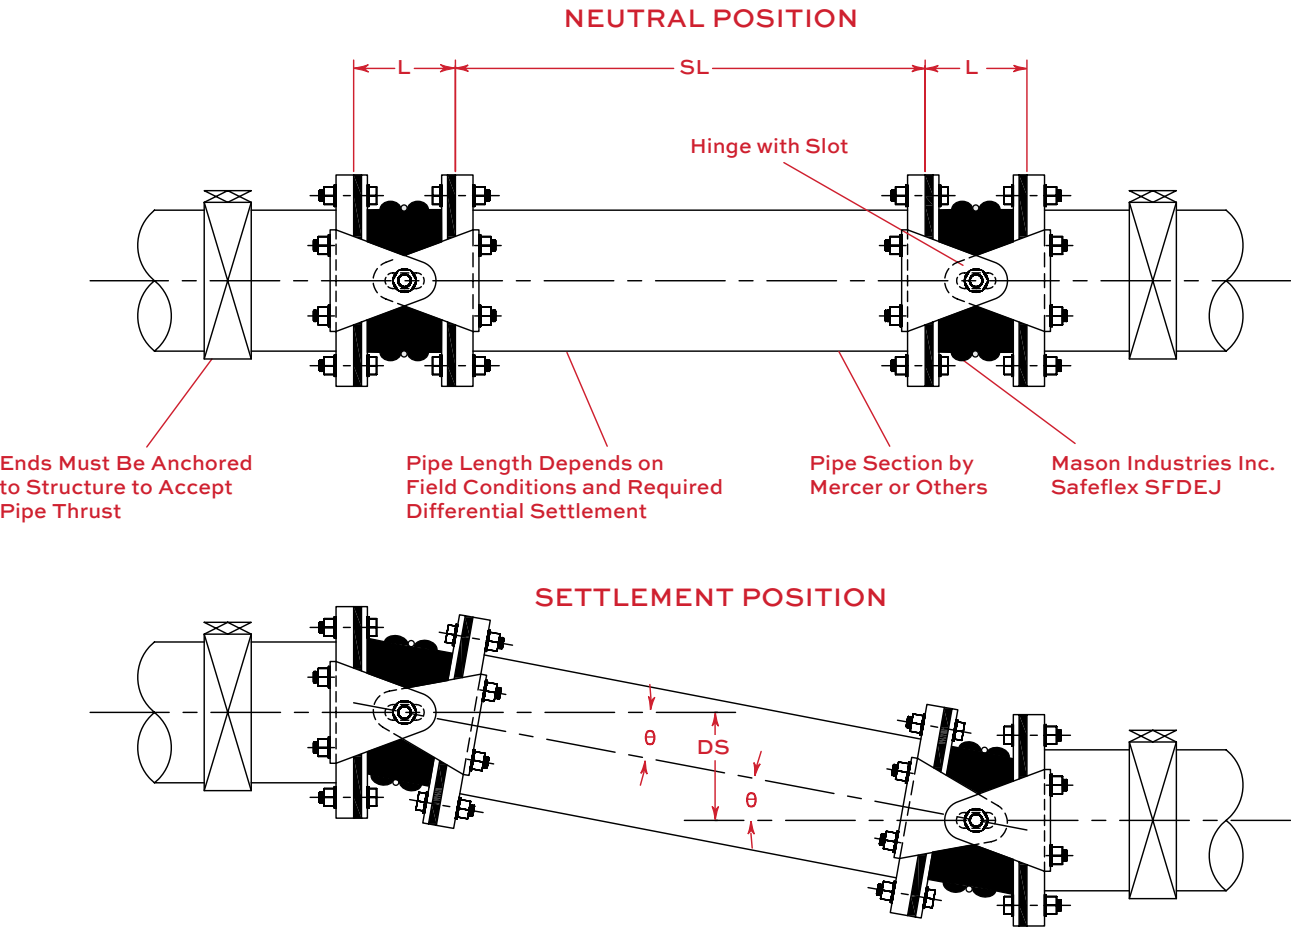 NEUTRAL POSITION
L
SL
L
Hinge with Slot
Ends Must Be Anchored
to Structure to Accept
Pipe Thrust
Pipe Length Depends on
Field Conditions and Required
Differential Settlement
Pipe Section by
Mercer or Others
Mason Industries Inc.
Safeflex SFDEJ
SETTLEMENT POSITION
θ
DS
θ